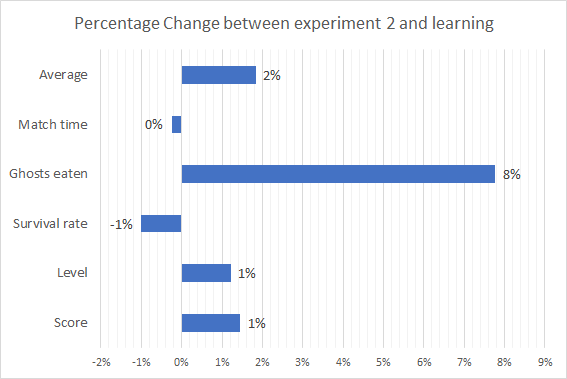 Percentage Change between experiment 2 and learning
Average 2%
Match time 0%
Ghosts eaten 8%
Survival rate -1%
Level 1%
Score 1%
-2% -1% 0% 1% 2% 3% 4% 5% 6% 7% 8% 9%